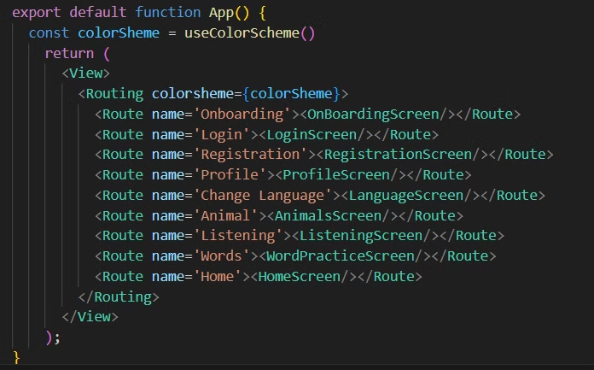 export default function App() {
  const colorSheme = useColorScheme()
    return (
      <View>
        <Routing colorsheme={colorSheme}>
          <Route name='Onboarding'><OnBoardingScreen/></Route>
          <Route name='Login'><LoginScreen/></Route>
          <Route name='Registration'><RegistrationScreen/></Route>
          <Route name='Profile'><ProfileScreen/></Route>
          <Route name='Change Language'><LanguageScreen/></Route>
          <Route name='Animal'><AnimalsScreen/></Route>
          <Route name='Listening'><ListeningScreen/></Route>
          <Route name='Words'><WordPracticeScreen/></Route>
          <Route name='Home'><HomeScreen/></Route>
        </Routing>
      </View>
    );
}